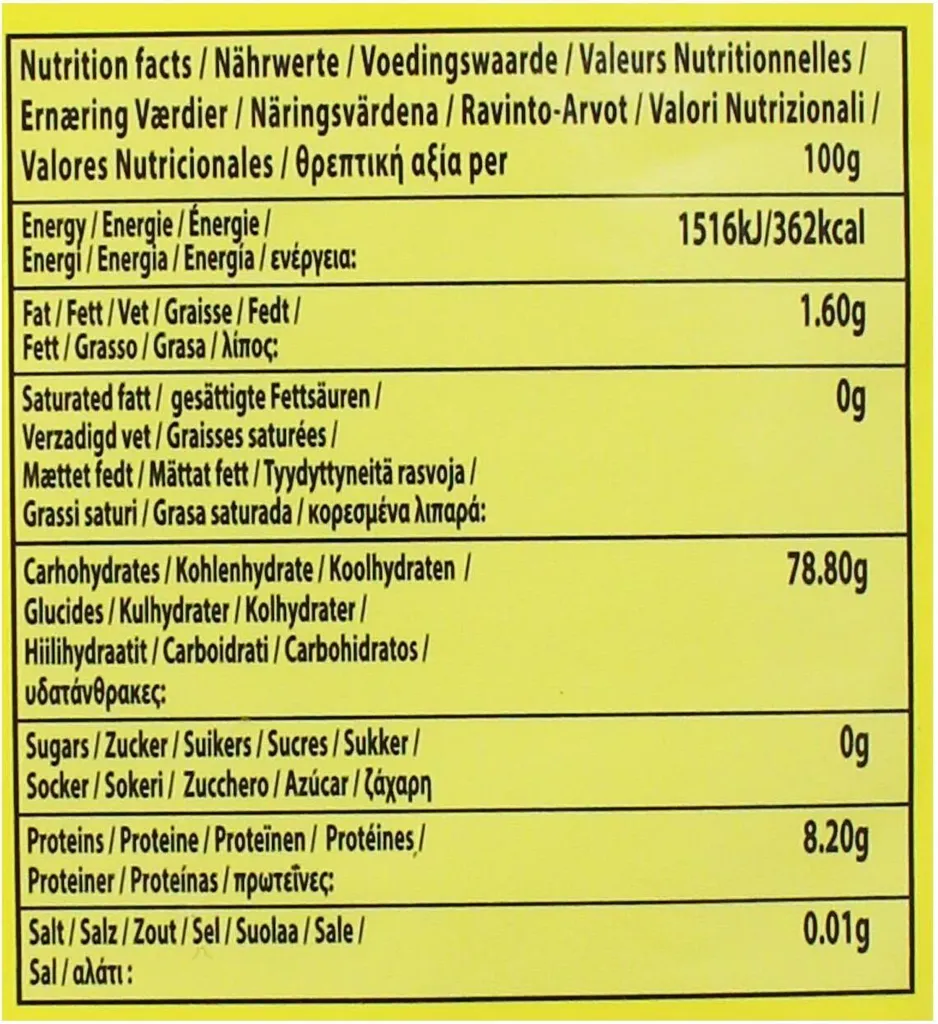 Nutrition facts / Nährwerte / Voedingswaarde / Valeurs Nutritionnelles /
Ernæring Værdier / Näringsvärdena / Ravinto-Arvot / Valori Nutrizionali /
Valores Nutricionales / θρεπτική αξία per 100g
Energy / Energie / Énergie / 1516kJ/362kcal
Energi / Energia / Energía / ενέργεια:
Fat / Fett / Vet / Graisse / Fedt / 1.60g
Fett / Grasso / Grasa / λίπος:
Saturated fatt / gesättigte Fettsäuren / 0g
Verzadigd vet / Graisses saturées /
Mættet fedt / Mättat fett / Tyydyttyneitä rasvoja /
Grassi saturi / Grasa saturada / κορεσμένα λιπαρά:
Carhohydrates / Kohlenhydrate / Koolhydraten / 78.80g
Glucides / Kulhydrater / Kolhydrater /
Hiilihydraatit / Carboidrati / Carbohidratos /
υδατάνθρακες:
Sugars / Zucker / Suikers / Sucres / Sukker / 0g
Socker / Sokeri / Zucchero / Azúcar / ζάχαρη
Proteins / Proteine / Proteïnen / Protéines / 8.20g
Proteiner / Proteínas / πρωτεΐνες:
Salt / Salz / Zout / Sel / Suolaa / Sale / 0.01g
Sal / αλάτι :